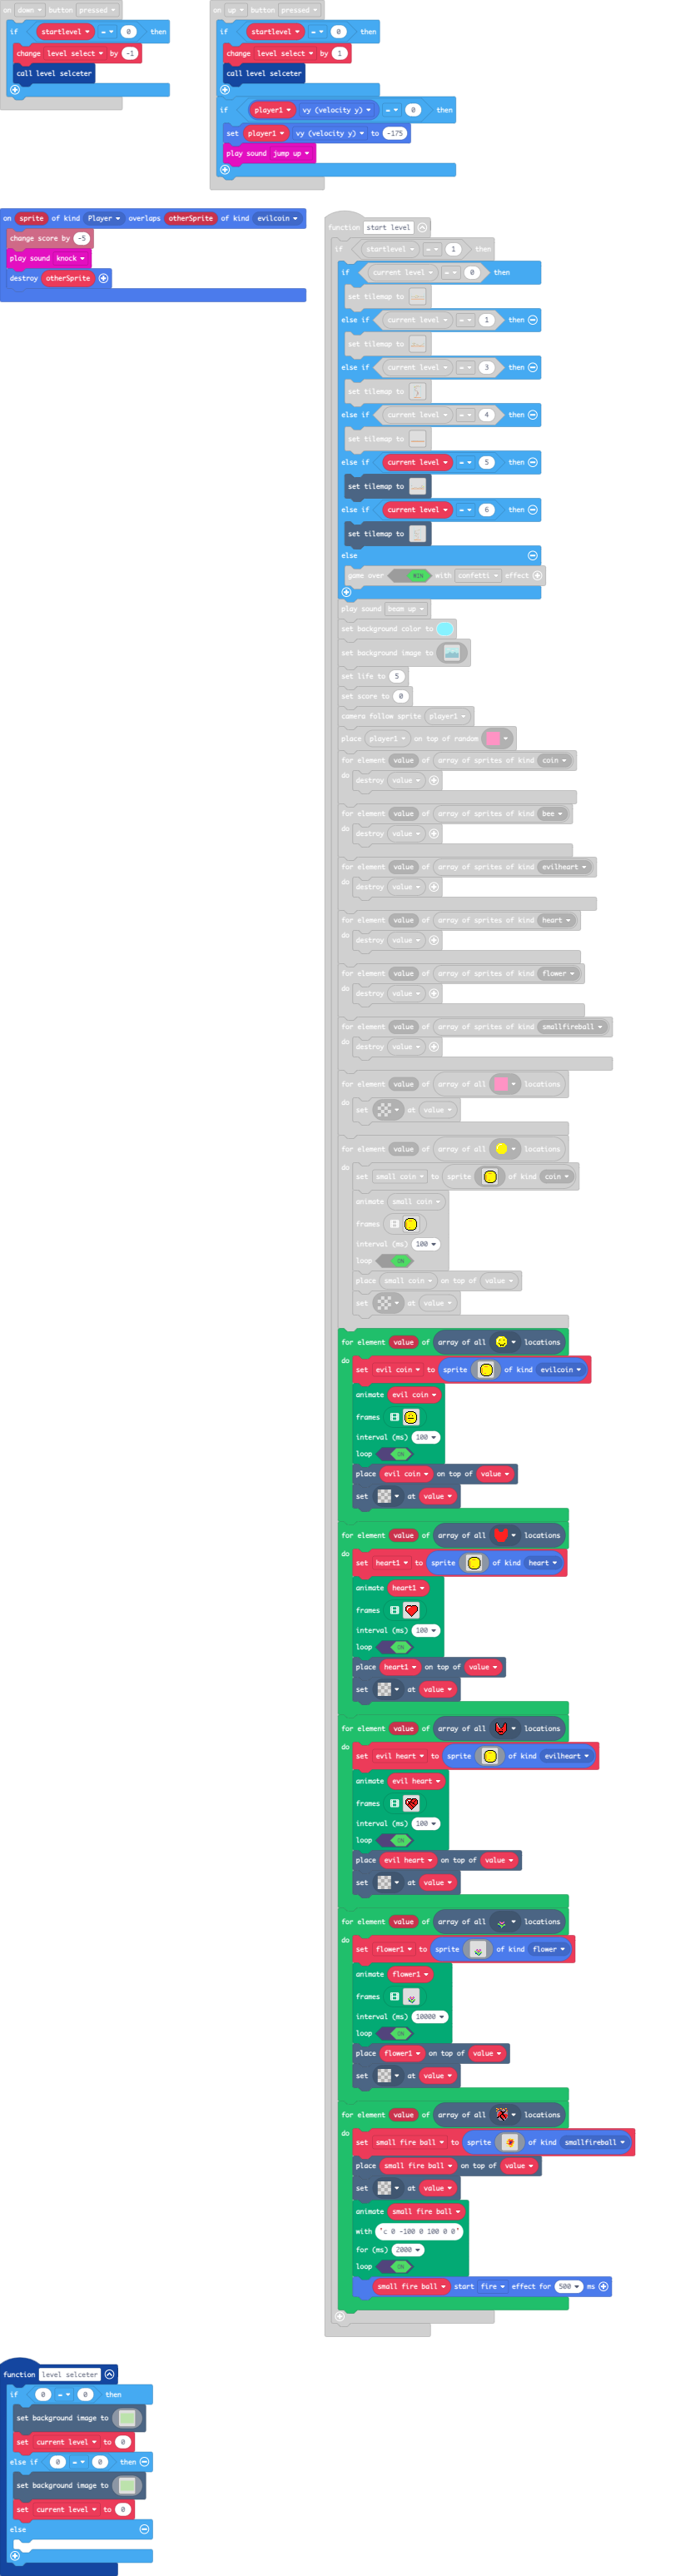 on down button pressed
if startlevel = 0 then
change level select by -1
call level selceter
on up button pressed
if startlevel = 0 then
change level select by 1
call level selceter
if player1 vy (velocity y) = 0 then
set player1 vy (velocity y) to -175
play sound jump up
on sprite of kind Player overlaps otherSprite of kind evilcoin
change score by -5
play sound knock
destroy otherSprite
function start level
if startlevel = 1 then
if current level = 0 then
set tilemap to
else if current level = 1 then
set tilemap to
else if current level = 3 then
set tilemap to
else if current level = 4 then
set tilemap to
else if current level = 5 then
set tilemap to
else if current level = 6 then
set tilemap to
else
game over WIN with confetti effect
play sound beam up
set background color to
set background image to
set life to 5
set score to 0
camera follow sprite player1
place player1 on top of random
for element value of array of sprites of kind coin
do destroy value
for element value of array of sprites of kind bee
do destroy value
for element value of array of sprites of kind evilheart
do destroy value
for element value of array of sprites of kind heart
do destroy value
for element value of array of sprites of kind flower
do destroy value
for element value of array of sprites of kind smallfireball
do destroy value
for element value of array of all locations
do set at value
for element value of array of all locations
do set small coin to sprite of kind coin
animate small coin
frames
interval (ms) 100
loop ON
place small coin on top of value
set at value
for element value of array of all locations
do set evil coin to sprite of kind evilcoin
animate evil coin
frames
interval (ms) 100
loop ON
place evil coin on top of value
set at value
for element value of array of all locations
do set heart1 to sprite of kind heart
animate heart1
frames
interval (ms) 100
loop ON
place heart1 on top of value
set at value
for element value of array of all locations
do set evil heart to sprite of kind evilheart
animate evil heart
frames
interval (ms) 100
loop ON
place evil heart on top of value
set at value
for element value of array of all locations
do set flower1 to sprite of kind flower
animate flower1
frames
interval (ms) 10000
loop ON
place flower1 on top of value
set at value
for element value of array of all locations
do set small fire ball to sprite of kind smallfireball
place small fire ball on top of value
set at value
animate small fire ball
with "c 0 -100 0 100 0 0"
for (ms) 2000
loop ON
small fire ball start fire effect for 500 ms
function level selceter
if 0 = 0 then
set background image to
set current level to 0
else if 0 = 0 then
set background image to
set current level to 0
else